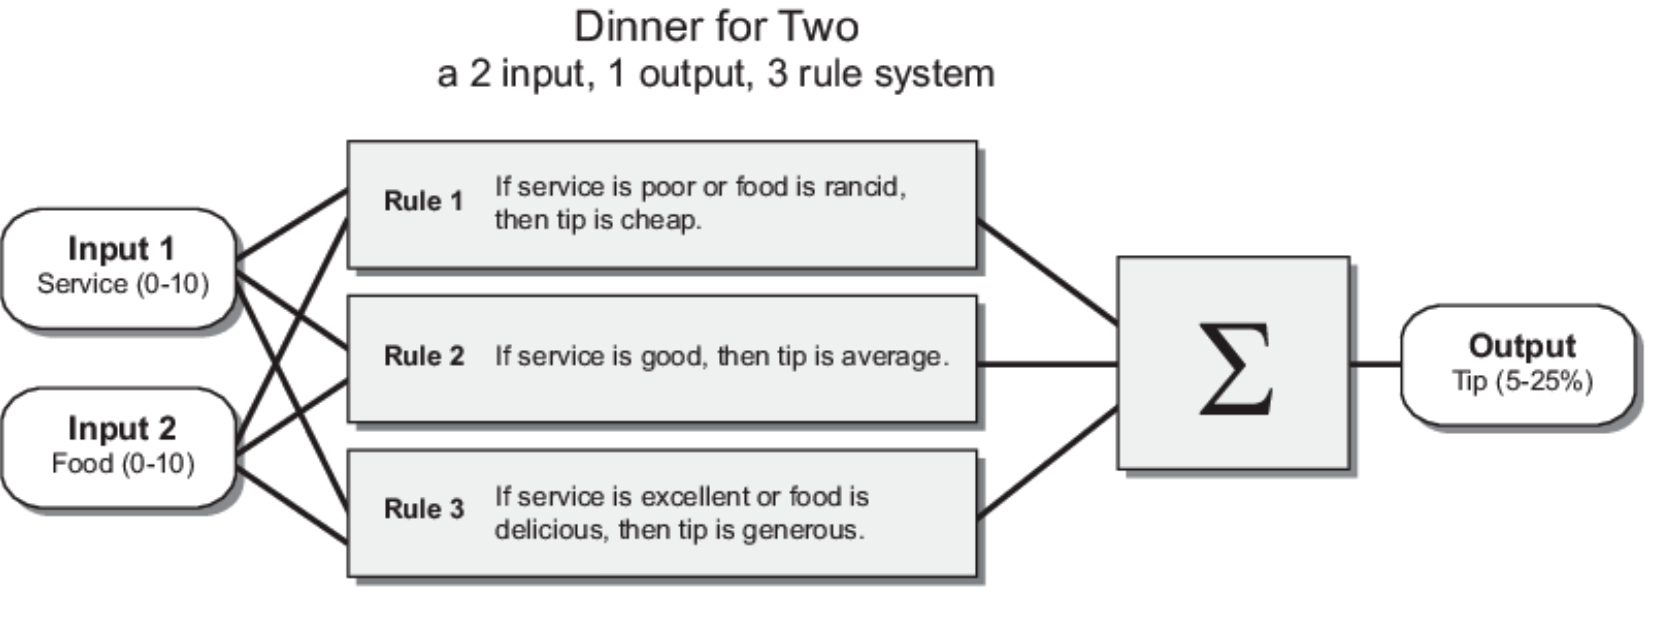 Dinner for Two
a 2 input, 1 output, 3 rule system
Input 1
Service (0-10)
Input 2
Food (0-10)
Rule 1
If service is poor or food is rancid,
then tip is cheap.
Rule 2
If service is good, then tip is average.
Rule 3
If service is excellent or food is
delicious, then tip is generous.
Σ
Output
Tip (5-25%)